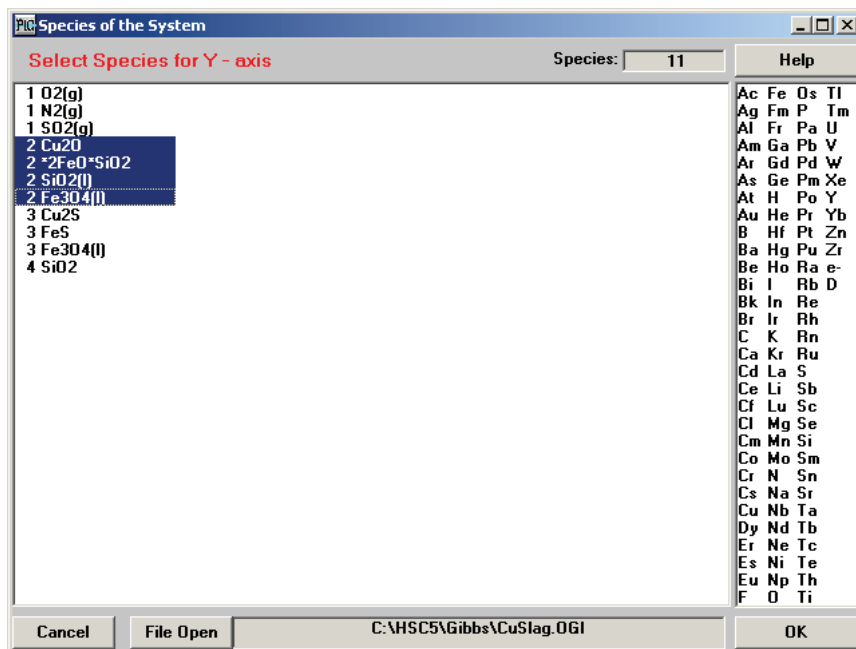 PIC Species of the System
Select Species for Y - axis
Species: 11
Help
1 O2(g)
1 N2(g)
1 SO2(g)
2 Cu2O
2 *2FeO*SiO2
2 SiO2(l)
2 Fe3O4(l)
3 Cu2S
3 FeS
3 Fe3O4(l)
4 SiO2
Ac Fe Os Tl
Ag Fm P Tm
Al Fr Pa U
Am Ga Pb V
Ar Gd Pd W
As Ge Pm Xe
At H Po Y
Au He Pr Yb
B Hf Pt Zn
Ba Hg Pu Zr
Be Ho Ra e-
Bi I Rb D
Bk In Re
Br Ir Rh
C K Rn
Ca Kr Ru
Cd La S
Ce Li Sb
Cf Lu Sc
Cl Mg Se
Cm Mn Si
Co Mo Sm
Cr N Sn
Cs Na Sr
Cu Nb Ta
Dy Nd Tb
Er Ne Tc
Es Ni Te
Eu Np Th
F O Ti
Cancel
File Open
C:\HSC5\Gibbs\CuSlag.OGI
OK